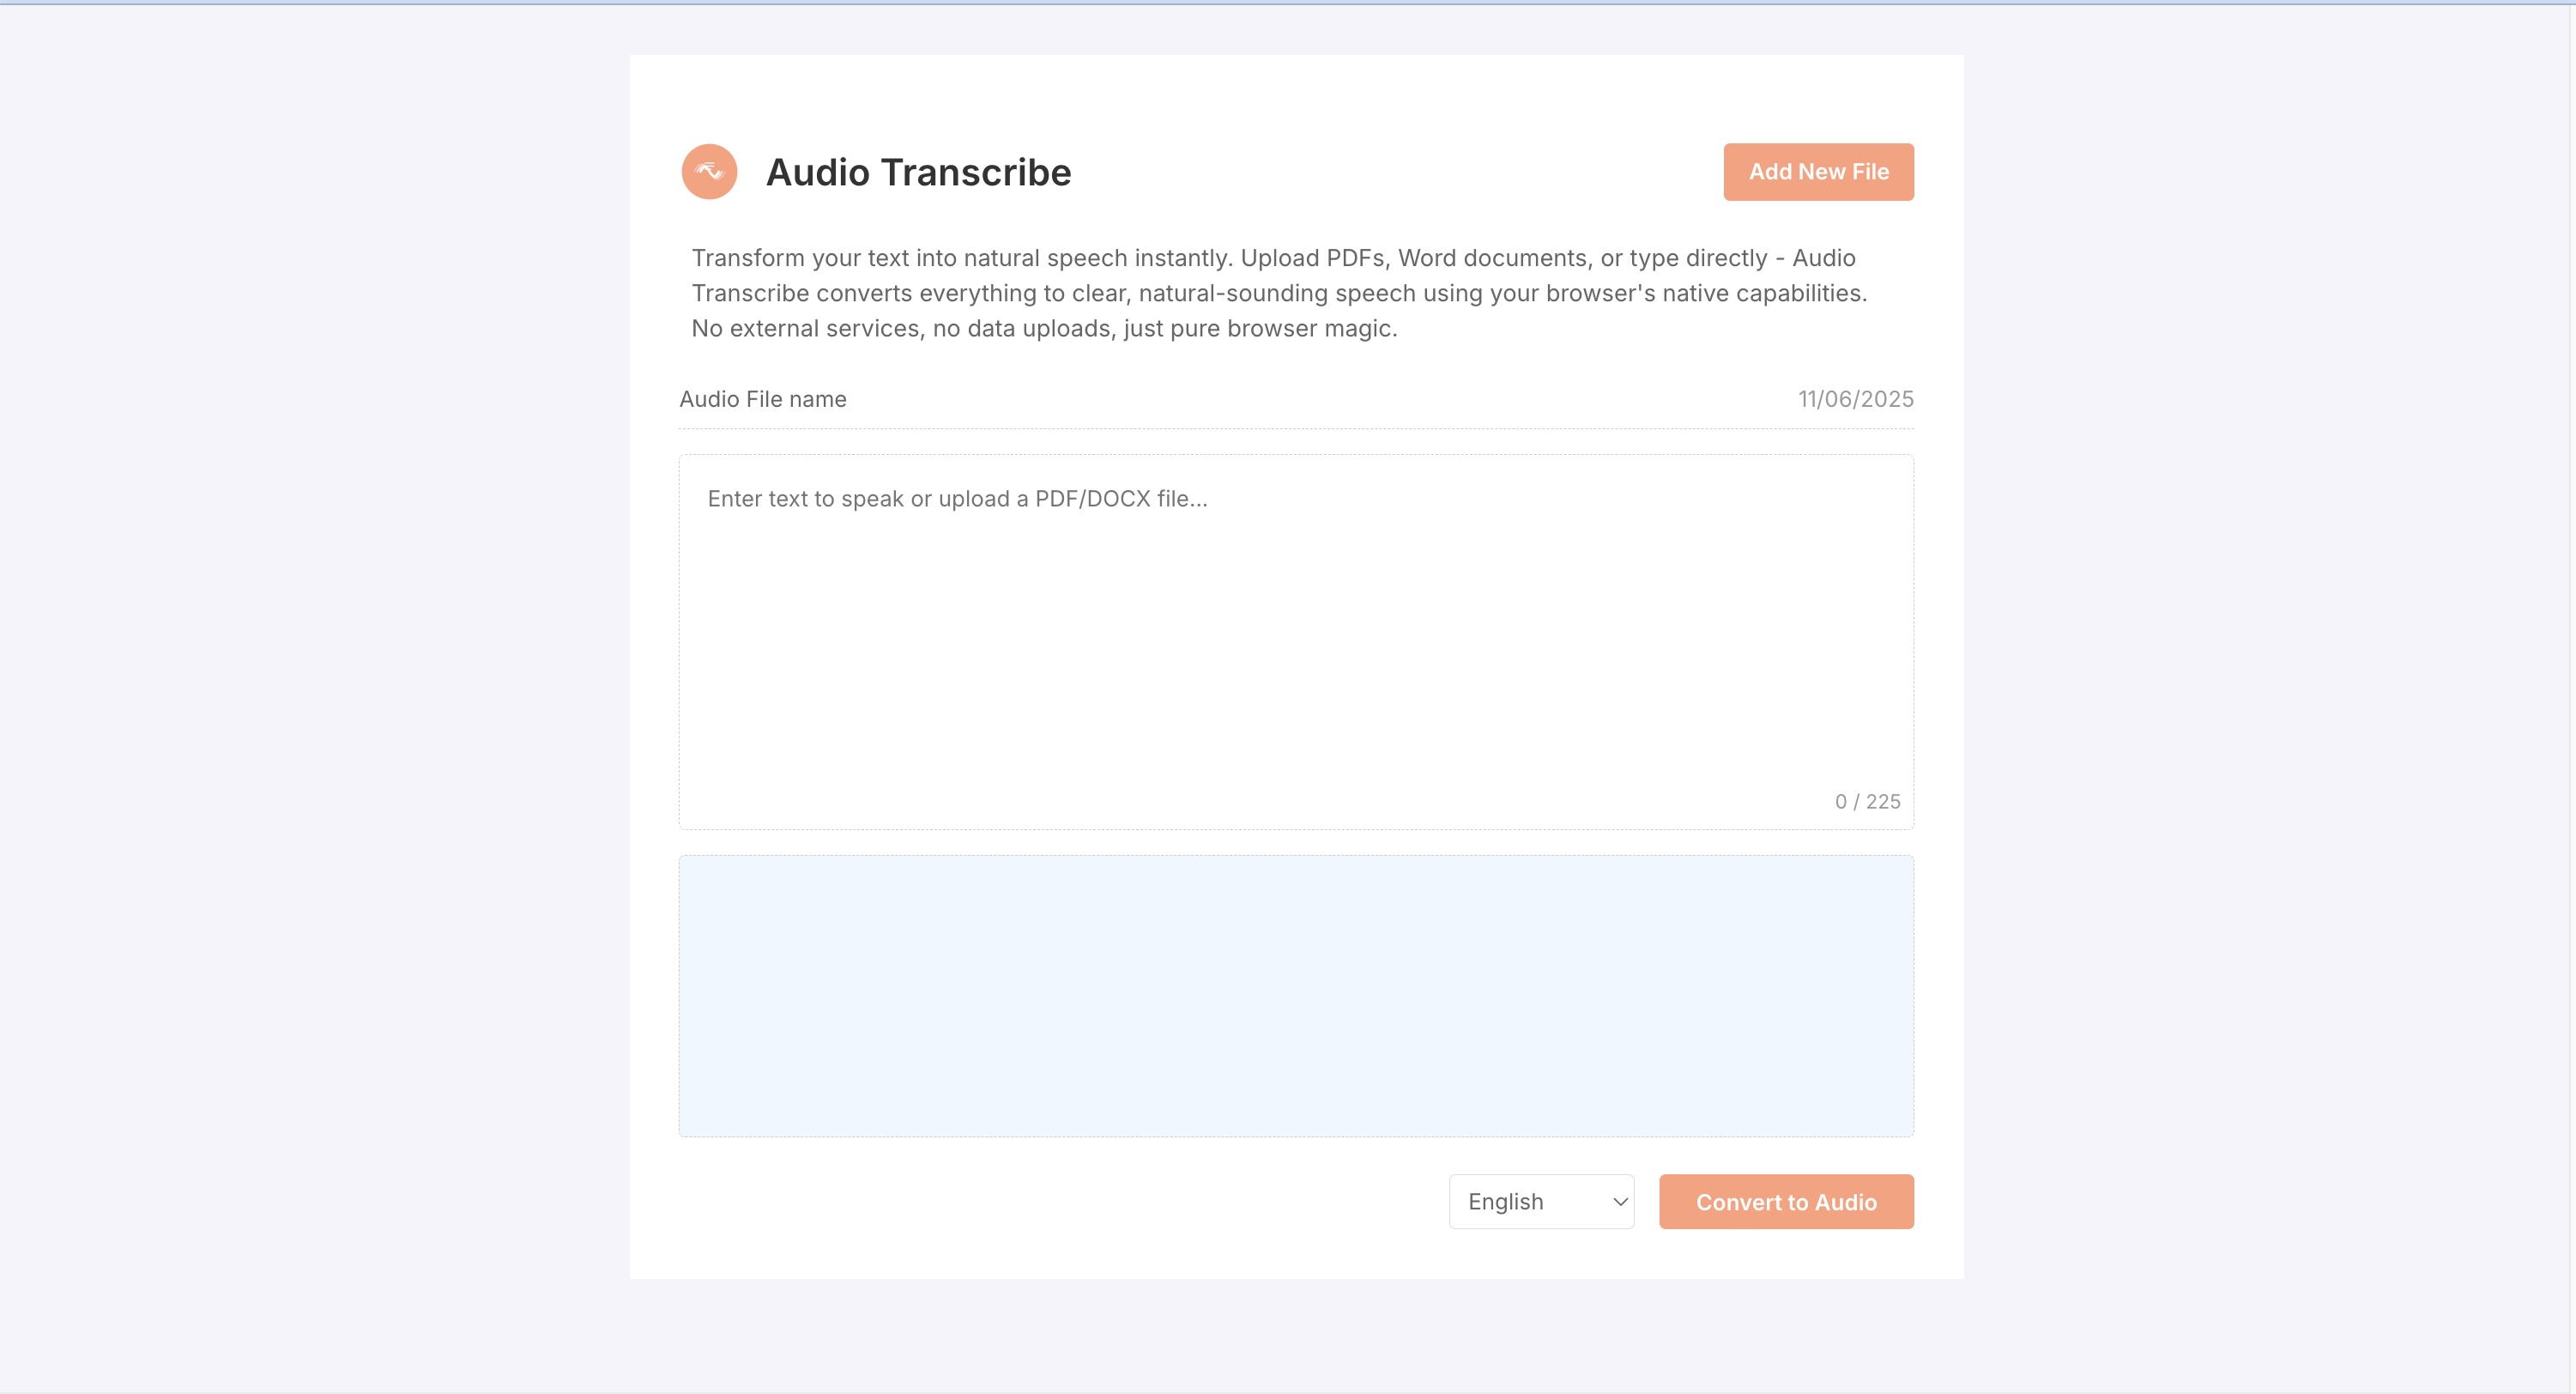 Audio Transcribe
Add New File
Transform your text into natural speech instantly. Upload PDFs, Word documents, or type directly - Audio
Transcribe converts everything to clear, natural-sounding speech using your browser's native capabilities.
No external services, no data uploads, just pure browser magic.
Audio File name
11/06/2025
Enter text to speak or upload a PDF/DOCX file...
0 / 225
English
Convert to Audio